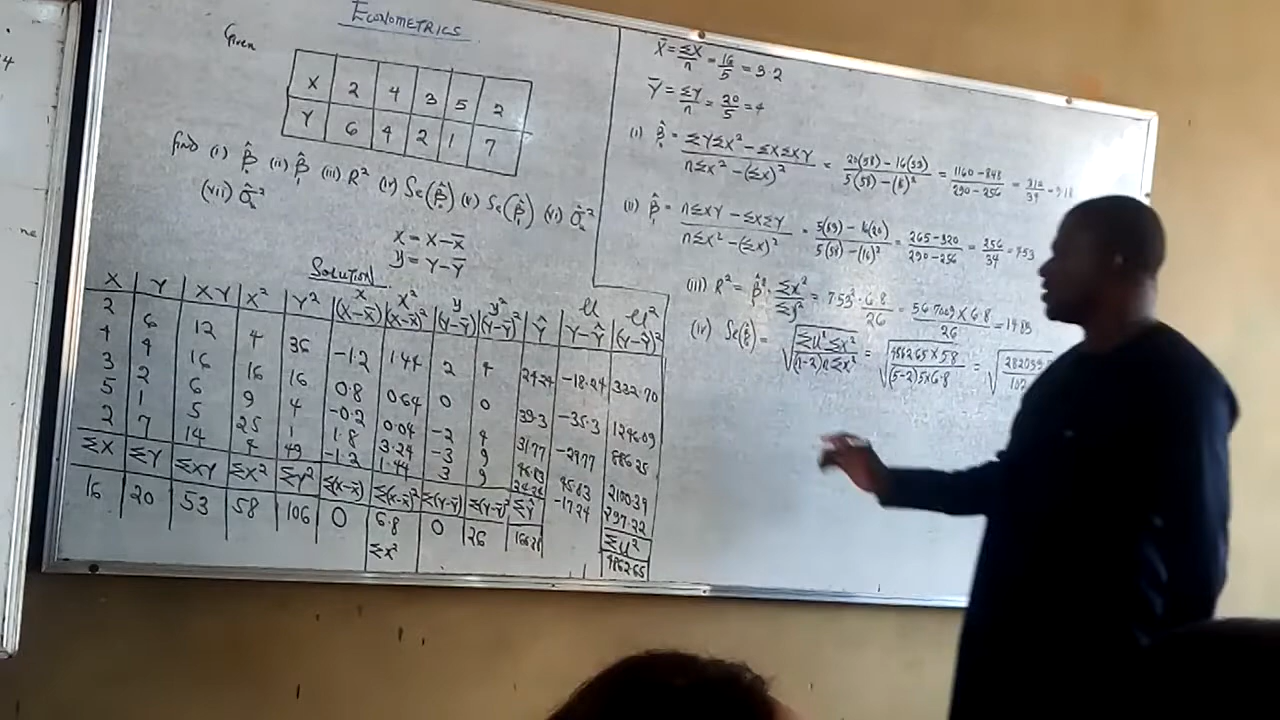 ECONOMETRICS
Given
X 2 4 3 5 2
Y 6 4 2 1 7
find (i) β̂₀ (ii) β̂₁ (iii) R² (iv) Se(β̂₀) (v) Se(β̂₁) (vi) σ̂ᵤ²
(vii) σ̂ᵤ²
x = X - X̄
y = Y - Ȳ
Solution
x x² y y² u u²
X Y XY X² Y² (X-X̄) (X-X̄)² (Y-Ȳ) (Y-Ȳ)² Ŷ Y-Ŷ (Y-Ŷ)²
2 6 12 4 36 -1.2 1.44 2 4 24.24 -18.24 332.70
4 4 16 16 16 0.8 0.64 0 0 39.3 -35.3 1246.09
3 2 6 9 4 -0.2 0.04 -2 4 31.77 -29.77 886.25
5 1 5 25 1 1.8 3.24 -3 9 46.83 45.83 2100.39
2 7 14 4 49 -1.2 1.44 3 9 24.24 -17.24 297.22
ΣX ΣY ΣXY ΣX² ΣY² Σ(X-X̄) Σ(X-X̄)² Σ(Y-Ȳ) Σ(Y-Ȳ)² ΣŶ Σu²
16 20 53 58 106 0 6.8 0 26 4862.65
Σx²
X̄ = ΣX/n = 16/5 = 3.2
Ȳ = ΣY/n = 20/5 = 4
(i) β̂₀ = ΣYΣX² - ΣXΣXY / nΣX² - (ΣX)² = 20(58) - 16(53) / 5(58) - (16)² = 1160 - 848 / 290 - 256 = 312/34 = 9.18
(ii) β̂₁ = nΣXY - ΣXΣY / nΣX² - (ΣX)² = 5(53) - 16(20) / 5(58) - (16)² = 265 - 320 / 290 - 256 = 256/34 = 7.53
(iii) R² = β̂₁² · Σx²/Σy² = 7.53² · 6.8/26 = 56.7009 × 6.8 / 26 = 14.83
(iv) Se(β̂₀) = √(Σu²ΣX² / (n-2)nΣx²) = √(4862.65 × 58 / (5-2)5×6.8) = √(282033 / 102